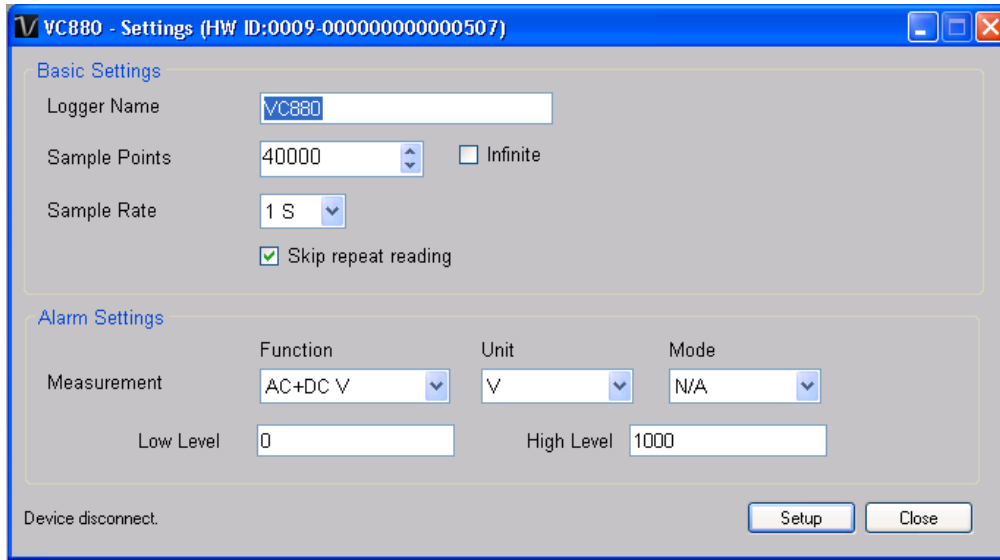 VC880 - Settings (HW ID:0009-000000000000507)
Basic Settings
Logger Name VC880
Sample Points 40000 Infinite
Sample Rate 1 S
Skip repeat reading
Alarm Settings
Function Unit Mode
Measurement AC+DC V V N/A
Low Level 0 High Level 1000
Device disconnect. Setup Close